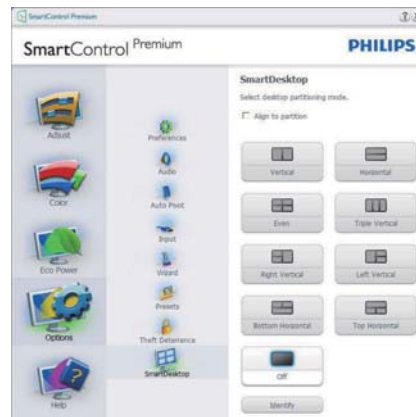 SmartControl Premium
SmartControl Premium
PHILIPS
Adjust
Color
Eco Power
Options
Help
Preferences
Audio
Auto Pivot
Input
Wizard
Presets
Theft Deterrence
SmartDesktop
SmartDesktop
Select desktop partitioning mode.
Align to partition
Vertical
Horizontal
Even
Triple Vertical
Right Vertical
Left Vertical
Bottom Horizontal
Top Horizontal
Off
Identify